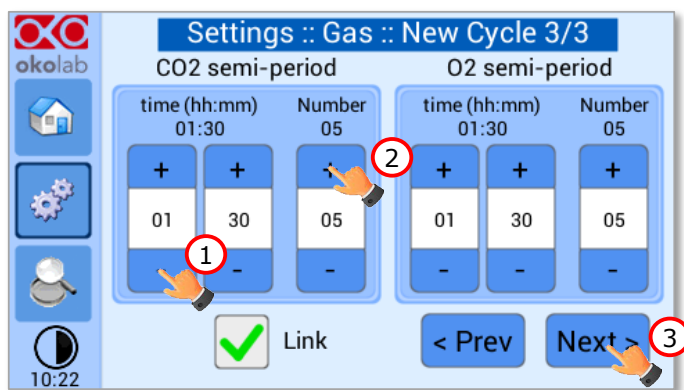 Settings :: Gas :: New Cycle 3/3
okolab
CO2 semi-period
O2 semi-period
time (hh:mm)
Number
01:30
05
+ + +
01 30 05
- -
time (hh:mm)
Number
01:30
05
+ + +
01 30 05
- - -
1
2
Link
< Prev
Next >
3
10:22